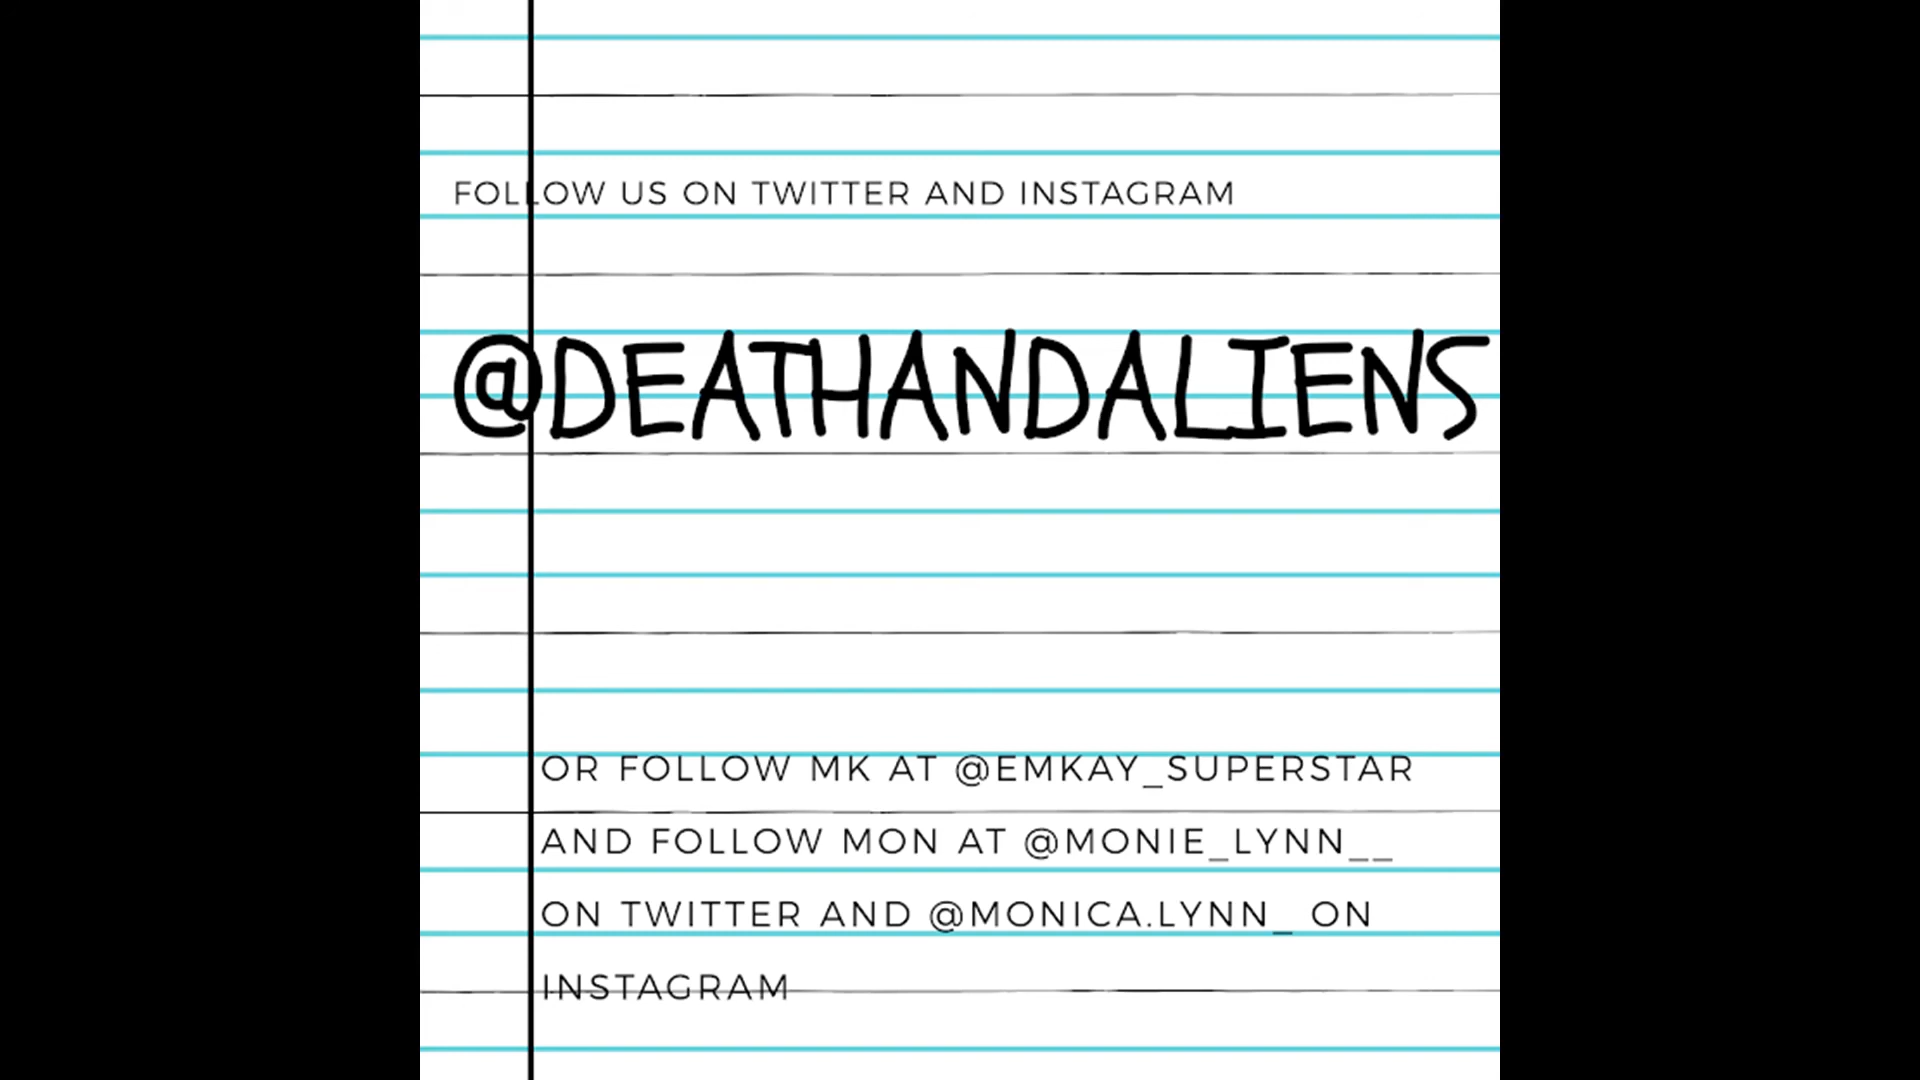 FOLLOW US ON TWITTER AND INSTAGRAM
@DEATHANDALIENS
OR FOLLOW MK AT @EMKAY_SUPERSTAR
AND FOLLOW MON AT @MONIE_LYNN__
ON TWITTER AND @MONICA.LYNN_ ON
INSTAGRAM